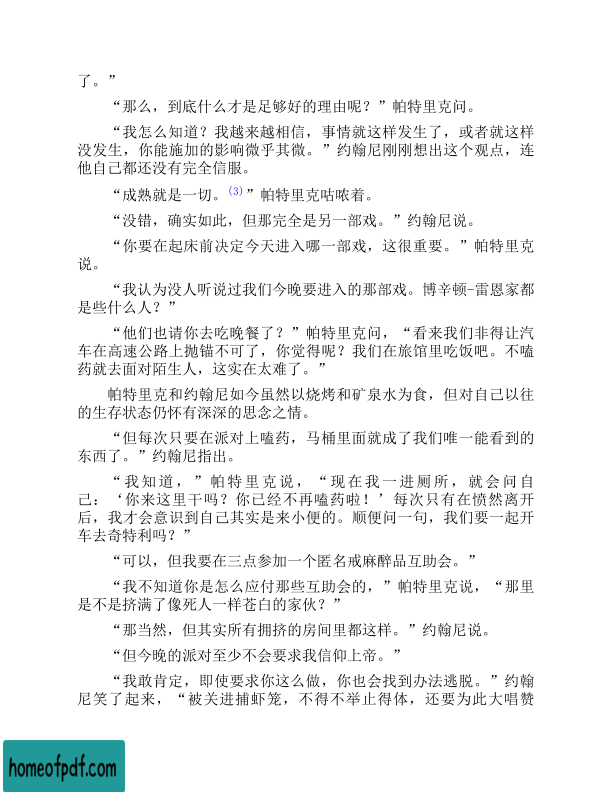 了。”
“那么，到底什么才是足够好的理由呢？”帕特里克问。
“我怎么知道？我越来越相信，事情就这样发生了，或者就这样
没发生，你能施加的影响微乎其微。”约翰尼刚刚想出这个观点，连
他自己都还没有完全信服。
“成熟就是一切。(3)”帕特里克咕哝着。
“没错，确实如此，但那完全是另一部戏。”约翰尼说。
“你要在起床前决定今天进入哪一部戏，这很重要。”帕特里克
说。
“我认为没人听说过我们今晚要进入的那部戏。博辛顿-雷恩家都
是些什么人？”
“他们也请你去吃晚餐了？”帕特里克问，“看来我们非得让汽
车在高速公路上抛锚不可了，你觉得呢？我们在旅馆里吃饭吧。不嗑
药就去面对陌生人，这实在太难了。”
帕特里克和约翰尼如今虽然以烧烤和矿泉水为食，但对自己以往
的生存状态仍怀有深深的思念之情。
“但每次只要在派对上嗑药，马桶里面就成了我们唯一能看到的
东西了。”约翰尼指出。
“我知道，”帕特里克说，“现在我一进厕所，就会问自
己：‘你来这里干吗？你已经不再嗑药啦！’每次只有在愤然离开
后，我才会意识到自己其实是来小便的。顺便问一句，我们要一起开
车去奇特利吗？”
“可以，但我要在三点参加一个匿名戒麻醉品互助会。”
“我不知道你是怎么应付那些互助会的，”帕特里克说，“那里
是不是挤满了像死人一样苍白的家伙？”
“那当然，但其实所有拥挤的房间里都这样。”约翰尼说。
“但今晚的派对至少不会要求我信仰上帝。”
“我敢肯定，即使要求你这么做，你也会找到办法逃脱。”约翰
尼笑了起来，“被关进捕虾笼，不得不举止得体，还要为此大唱赞
homeofpdf.com